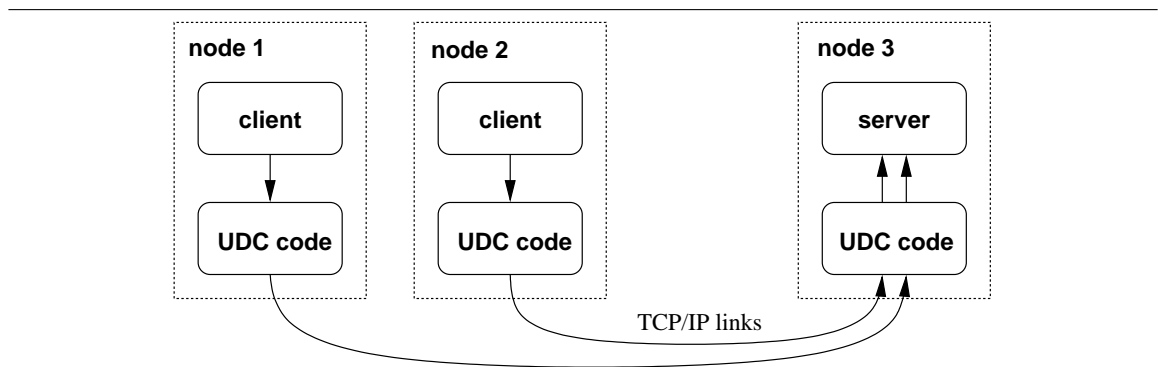 node 1
client
UDC code
node 2
client
UDC code
node 3
server
UDC code
TCP/IP links